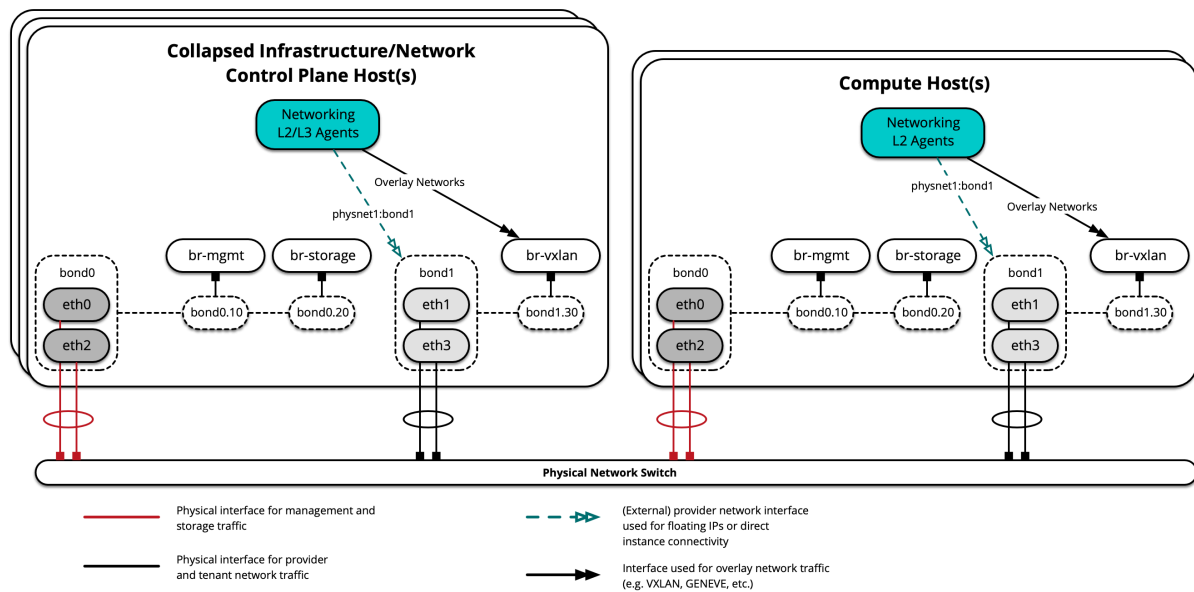 Collapsed Infrastructure/Network
Control Plane Host(s)
Networking
L2/L3 Agents
Overlay Networks
physnet1:bond1
br-mgmt
br-storage
br-vxlan
bond0
eth0
eth2
bond0.10
bond0.20
bond1
eth1
eth3
bond1.30
Compute Host(s)
Networking
L2 Agents
physnet1:bond1
Overlay Networks
br-mgmt
br-storage
br-vxlan
bond0
eth0
eth2
bond0.10
bond0.20
bond1
eth1
eth3
bond1.30
Physical Network Switch
Physical interface for management and
storage traffic
Physical interface for provider
and tenant network traffic
(External) provider network interface
used for floating IPs or direct
instance connectivity
Interface used for overlay network traffic
(e.g. VXLAN, GENEVE, etc.)